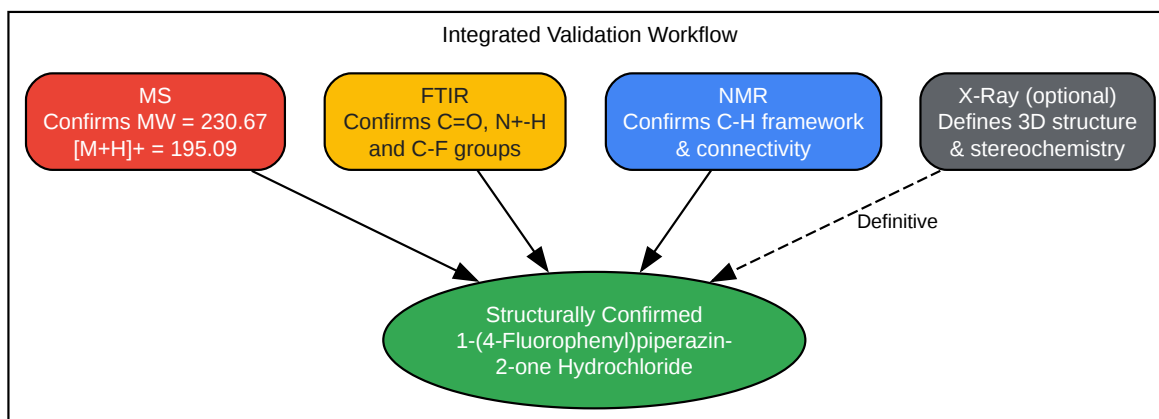 Integrated Validation Workflow
MS
Confirms MW = 230.67
[M+H]+ = 195.09
FTIR
Confirms C=O, N+-H
and C-F groups
NMR
Confirms C-H framework
& connectivity
X-Ray (optional)
Defines 3D structure
& stereochemistry
Definitive
Structurally Confirmed
1-(4-Fluorophenyl)piperazin-
2-one Hydrochloride